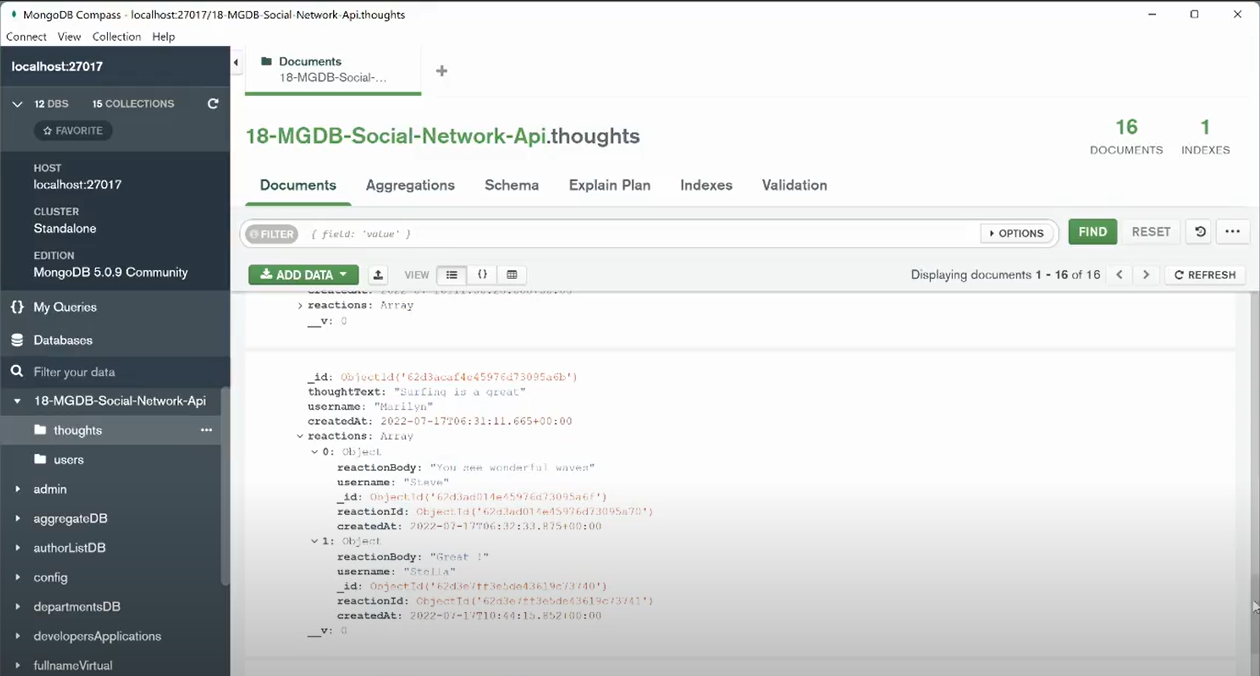 MongoDB Compass - localhost:27017/18-MGDB-Social-Network-Api.thoughts
Connect View Collection Help
localhost:27017
12 DBS 15 COLLECTIONS
FAVORITE
HOST
localhost:27017
CLUSTER
Standalone
EDITION
MongoDB 5.0.9 Community
{} My Queries
Databases
Filter your data
18-MGDB-Social-Network-Api
thoughts
users
admin
aggregateDB
authorListDB
config
departmentsDB
developersApplications
fullnameVirtual
Documents
18-MGDB-Social-...
18-MGDB-Social-Network-Api.thoughts
16
DOCUMENTS
1
INDEXES
Documents Aggregations Schema Explain Plan Indexes Validation
FILTER { field: 'value' } OPTIONS FIND RESET
ADD DATA VIEW {} Displaying documents 1 - 16 of 16 REFRESH
reactions: Array
__v: 0
_id: ObjectId('62d3acaf4e45976d73095a6b')
thoughtText: "Surfing is a great"
username: "Marilyn"
createdAt: 2022-07-17T06:31:11.665+00:00
reactions: Array
0: Object
reactionBody: "You see wonderful waves"
username: "Steve"
_id: ObjectId('62d3ad014e45976d73095a6f')
reactionId: ObjectId('62d3ad014e45976d73095a70')
createdAt: 2022-07-17T06:32:33.875+00:00
1: Object
reactionBody: "Great !"
username: "Stella"
_id: ObjectId('62d3e7ff3e5de43619c73740')
reactionId: ObjectId('62d3e7ff3e5de43619c73741')
createdAt: 2022-07-17T10:44:15.852+00:00
__v: 0